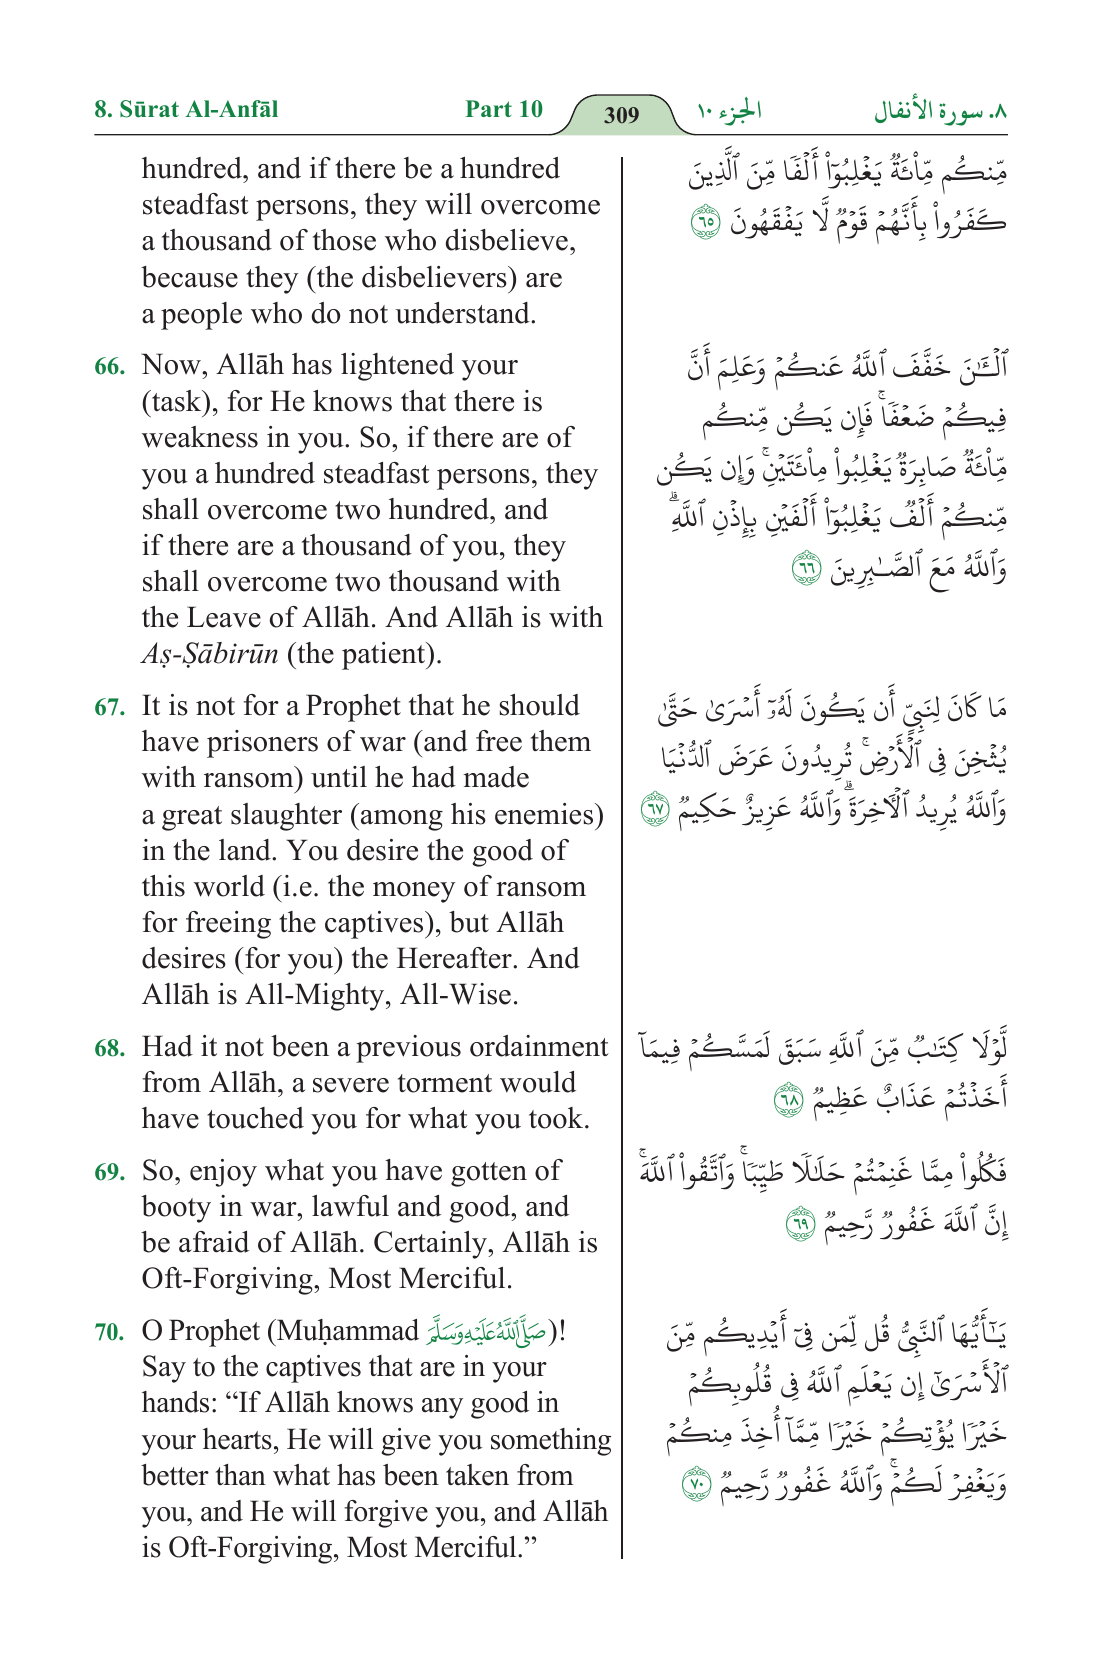 8. Sūrat Al-Anfāl
Part 10
309
الجزء ١٠
٨. سورة الأنفال
hundred, and if there be a hundred
steadfast persons, they will overcome
a thousand of those who disbelieve,
because they (the disbelievers) are
a people who do not understand.
66. Now, Allāh has lightened your
(task), for He knows that there is
weakness in you. So, if there are of
you a hundred steadfast persons, they
shall overcome two hundred, and
if there are a thousand of you, they
shall overcome two thousand with
the Leave of Allāh. And Allāh is with
Aṣ-Ṣābirūn (the patient).
67. It is not for a Prophet that he should
have prisoners of war (and free them
with ransom) until he had made
a great slaughter (among his enemies)
in the land. You desire the good of
this world (i.e. the money of ransom
for freeing the captives), but Allāh
desires (for you) the Hereafter. And
Allāh is All-Mighty, All-Wise.
68. Had it not been a previous ordainment
from Allāh, a severe torment would
have touched you for what you took.
69. So, enjoy what you have gotten of
booty in war, lawful and good, and
be afraid of Allāh. Certainly, Allāh is
Oft-Forgiving, Most Merciful.
70. O Prophet (Muḥammad صَلَّى اللَّهُ عَلَيْهِ وَسَلَّمَ)!
Say to the captives that are in your
hands: “If Allāh knows any good in
your hearts, He will give you something
better than what has been taken from
you, and He will forgive you, and Allāh
is Oft-Forgiving, Most Merciful.”
مِّنكُم مِّاْئَةٌ يَغْلِبُوٓاْ أَلْفًا مِّنَ ٱلَّذِينَ
كَفَرُواْ بِأَنَّهُمْ قَوْمٌ لَّا يَفْقَهُونَ ٦٥
ٱلْـَٰٔنَ خَفَّفَ ٱللَّهُ عَنكُمْ وَعَلِمَ أَنَّ
فِيكُمْ ضَعْفًا ۚ فَإِن يَكُن مِّنكُم
مِّاْئَةٌ صَابِرَةٌ يَغْلِبُواْ مِاْئَتَيْنِ ۚ وَإِن يَكُن
مِّنكُمْ أَلْفٌ يَغْلِبُوٓاْ أَلْفَيْنِ بِإِذْنِ ٱللَّهِ ۗ
وَٱللَّهُ مَعَ ٱلصَّـٰبِرِينَ ٦٦
مَا كَانَ لِنَبِيٍّ أَن يَكُونَ لَهُۥٓ أَسْرَىٰ حَتَّىٰ
يُثْخِنَ فِى ٱلْأَرْضِ ۚ تُرِيدُونَ عَرَضَ ٱلدُّنْيَا
وَٱللَّهُ يُرِيدُ ٱلْـَٔاخِرَةَ ۗ وَٱللَّهُ عَزِيزٌ حَكِيمٌ ٦٧
لَّوْلَا كِتَـٰبٌ مِّنَ ٱللَّهِ سَبَقَ لَمَسَّكُمْ فِيمَآ
أَخَذْتُمْ عَذَابٌ عَظِيمٌ ٦٨
فَكُلُواْ مِمَّا غَنِمْتُمْ حَلَـٰلًا طَيِّبًا ۚ وَٱتَّقُواْ ٱللَّهَ ۚ
إِنَّ ٱللَّهَ غَفُورٌ رَّحِيمٌ ٦٩
يَـٰٓأَيُّهَا ٱلنَّبِىُّ قُل لِّمَن فِىٓ أَيْدِيكُم مِّنَ
ٱلْأَسْرَىٰٓ إِن يَعْلَمِ ٱللَّهُ فِى قُلُوبِكُمْ
خَيْرًا يُؤْتِكُمْ خَيْرًا مِّمَّآ أُخِذَ مِنكُمْ
وَيَغْفِرْ لَكُمْ ۚ وَٱللَّهُ غَفُورٌ رَّحِيمٌ ٧٠